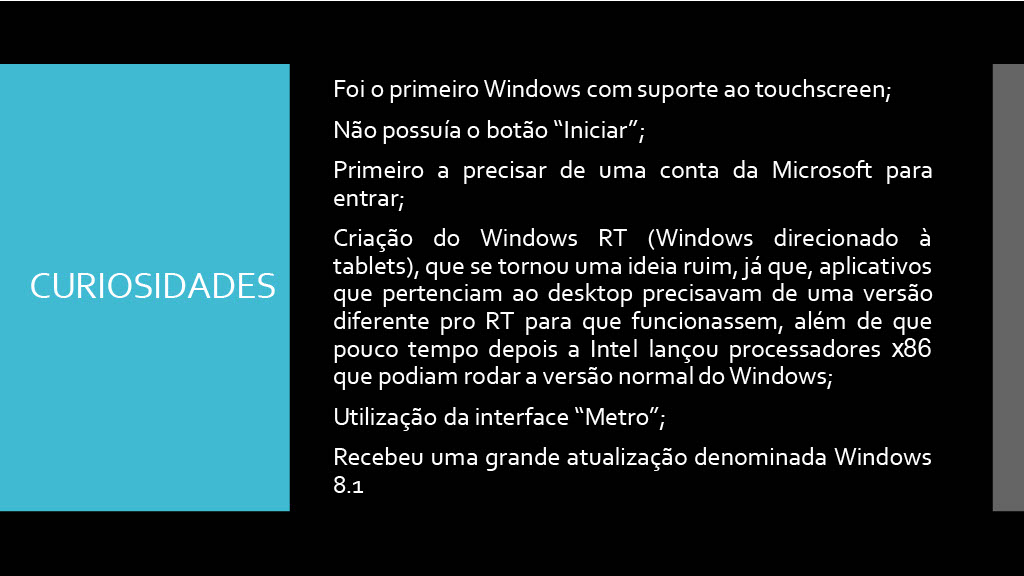 CURIOSIDADES
Foi o primeiro Windows com suporte ao touchscreen;
Não possuía o botão “Iniciar”;
Primeiro a precisar de uma conta da Microsoft para
entrar;
Criação do Windows RT (Windows direcionado à
tablets), que se tornou uma ideia ruim, já que, aplicativos
que pertenciam ao desktop precisavam de uma versão
diferente pro RT para que funcionassem, além de que
pouco tempo depois a Intel lançou processadores x86
que podiam rodar a versão normal do Windows;
Utilização da interface “Metro”;
Recebeu uma grande atualização denominada Windows
8.1